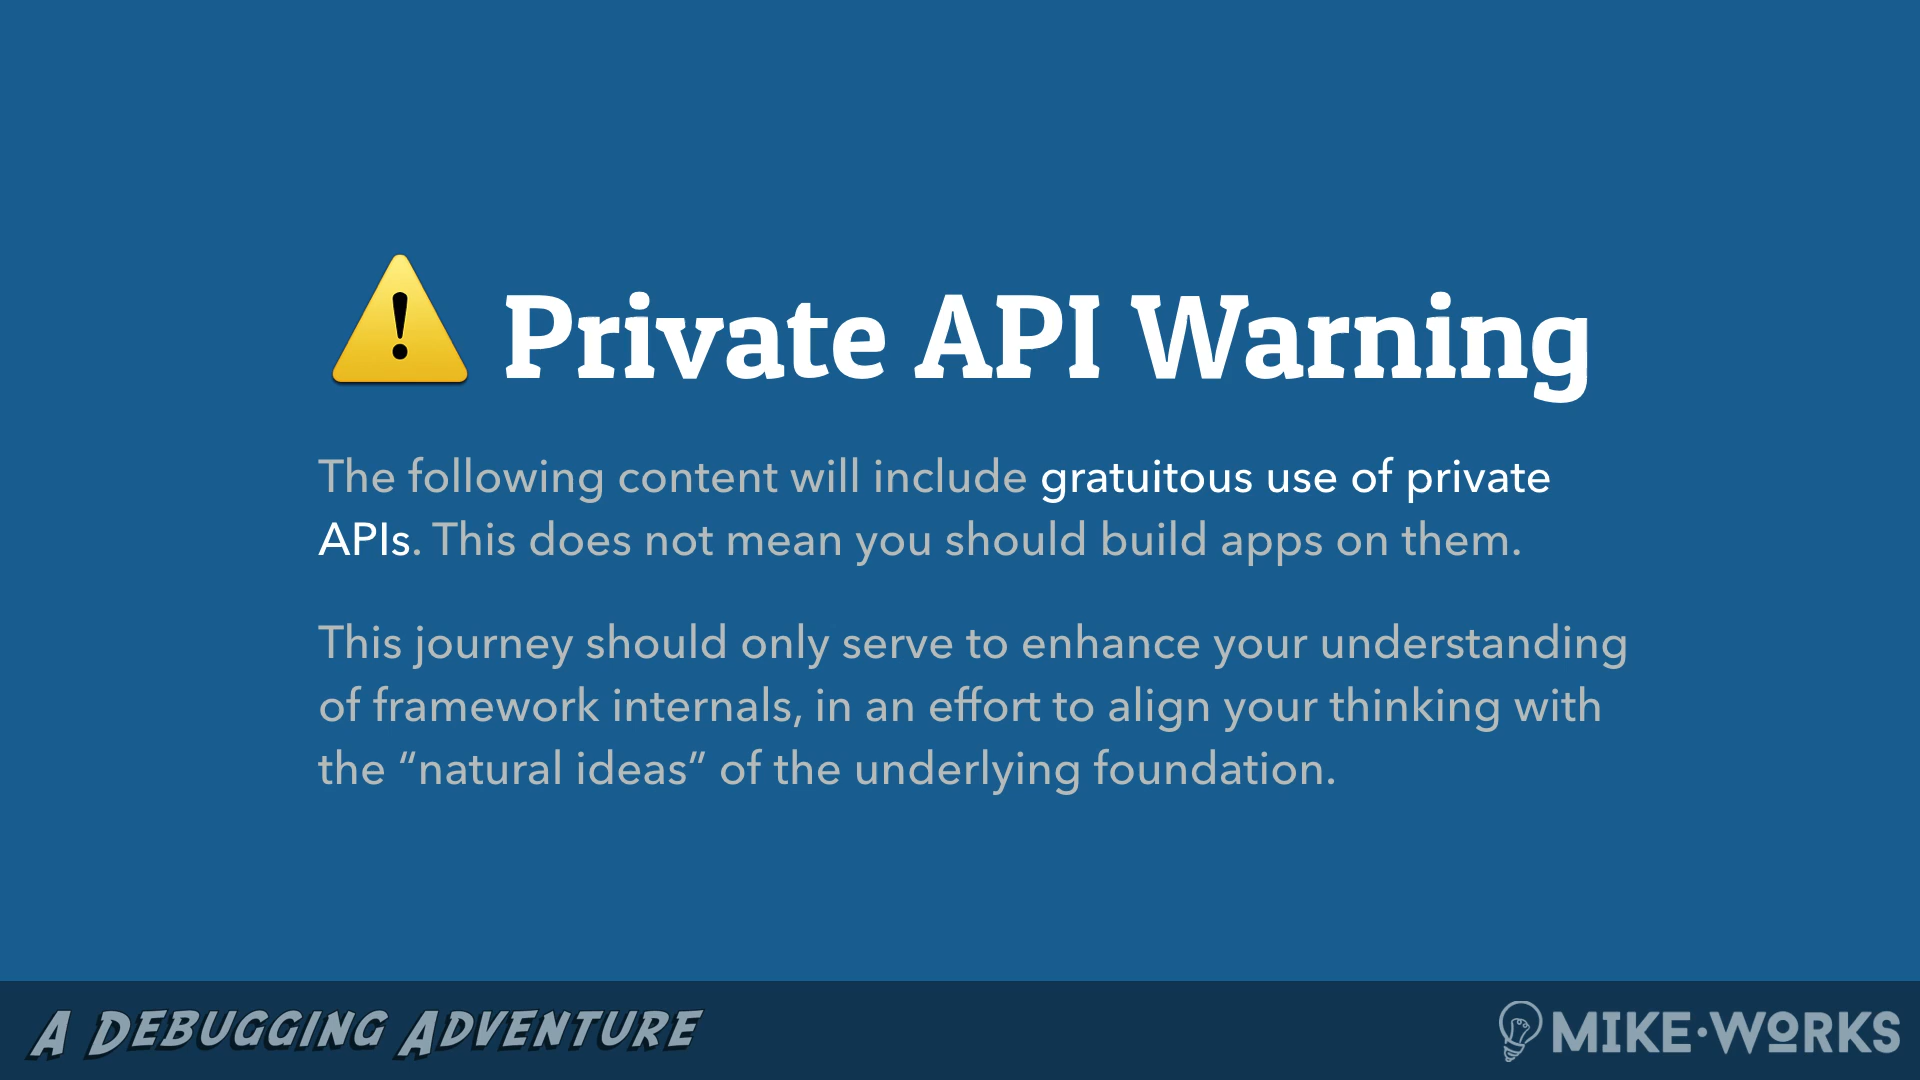 Private API Warning
The following content will include gratuitous use of private
APIs. This does not mean you should build apps on them.
This journey should only serve to enhance your understanding
of framework internals, in an effort to align your thinking with
the “natural ideas” of the underlying foundation.
A DEBUGGING ADVENTURE
MIKE·WORKS